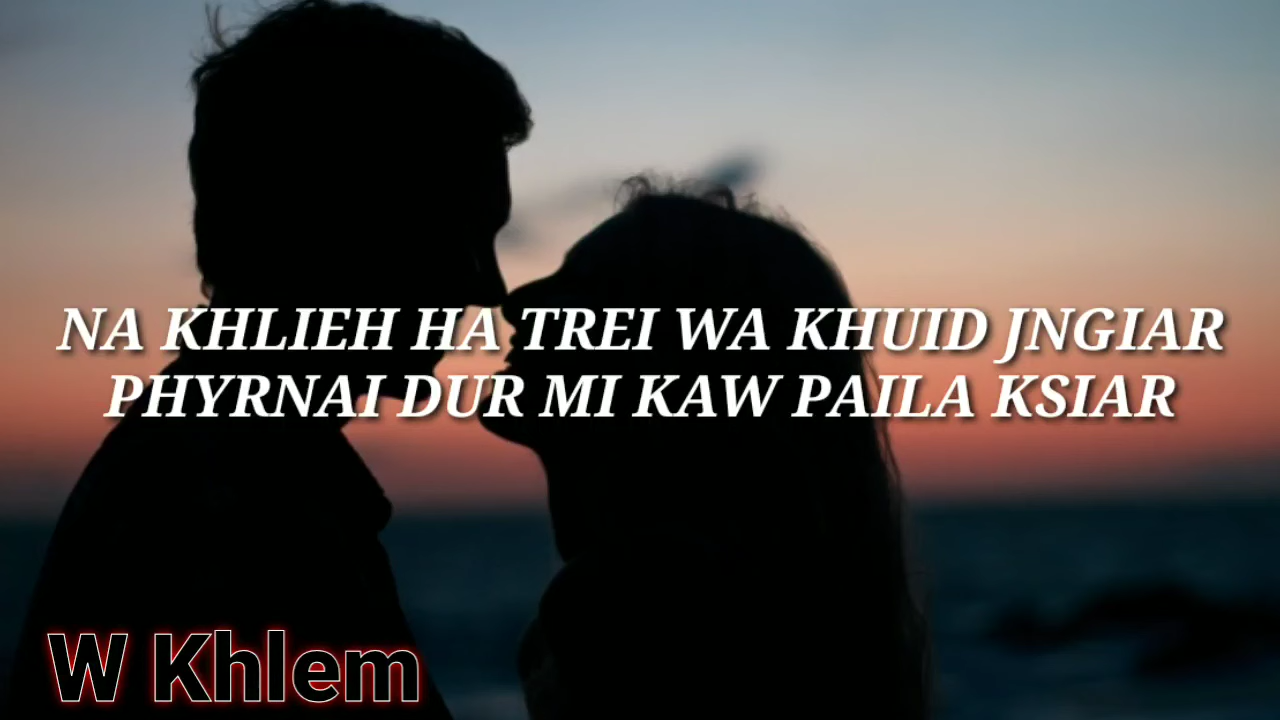 NA KHLIEH HA TREI WA KHUID JNGIAR
PHYRNAI DUR MI KAW PAILA KSIAR
W Khlem